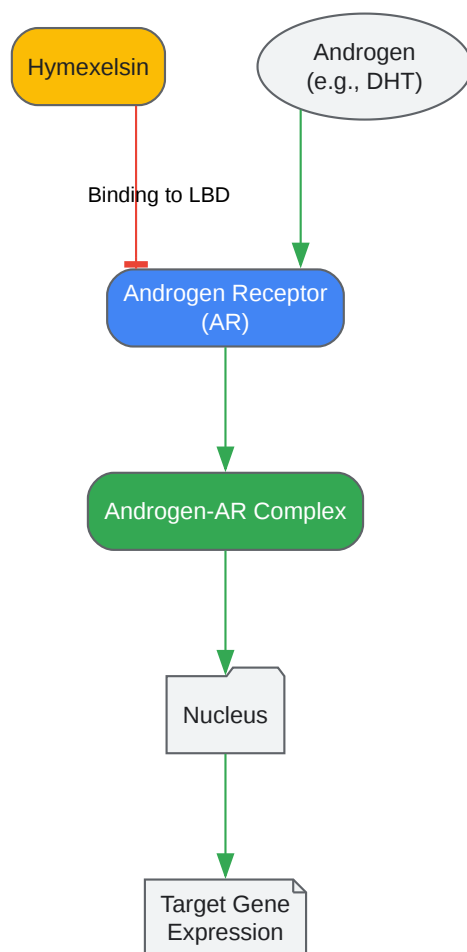 Hymexelsin
Androgen
(e.g., DHT)
Binding to LBD
Androgen Receptor
(AR)
Androgen-AR Complex
Nucleus
Target Gene
Expression